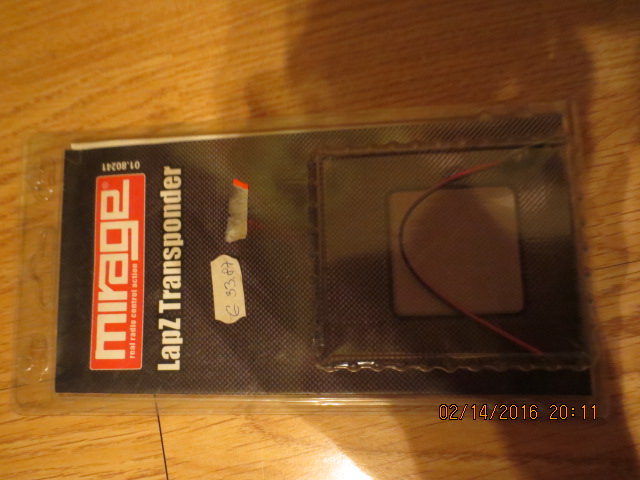 01.80241
mirage®
real radio control action
LapZ Transponder
€ 33.87
02/14/2016 20:11